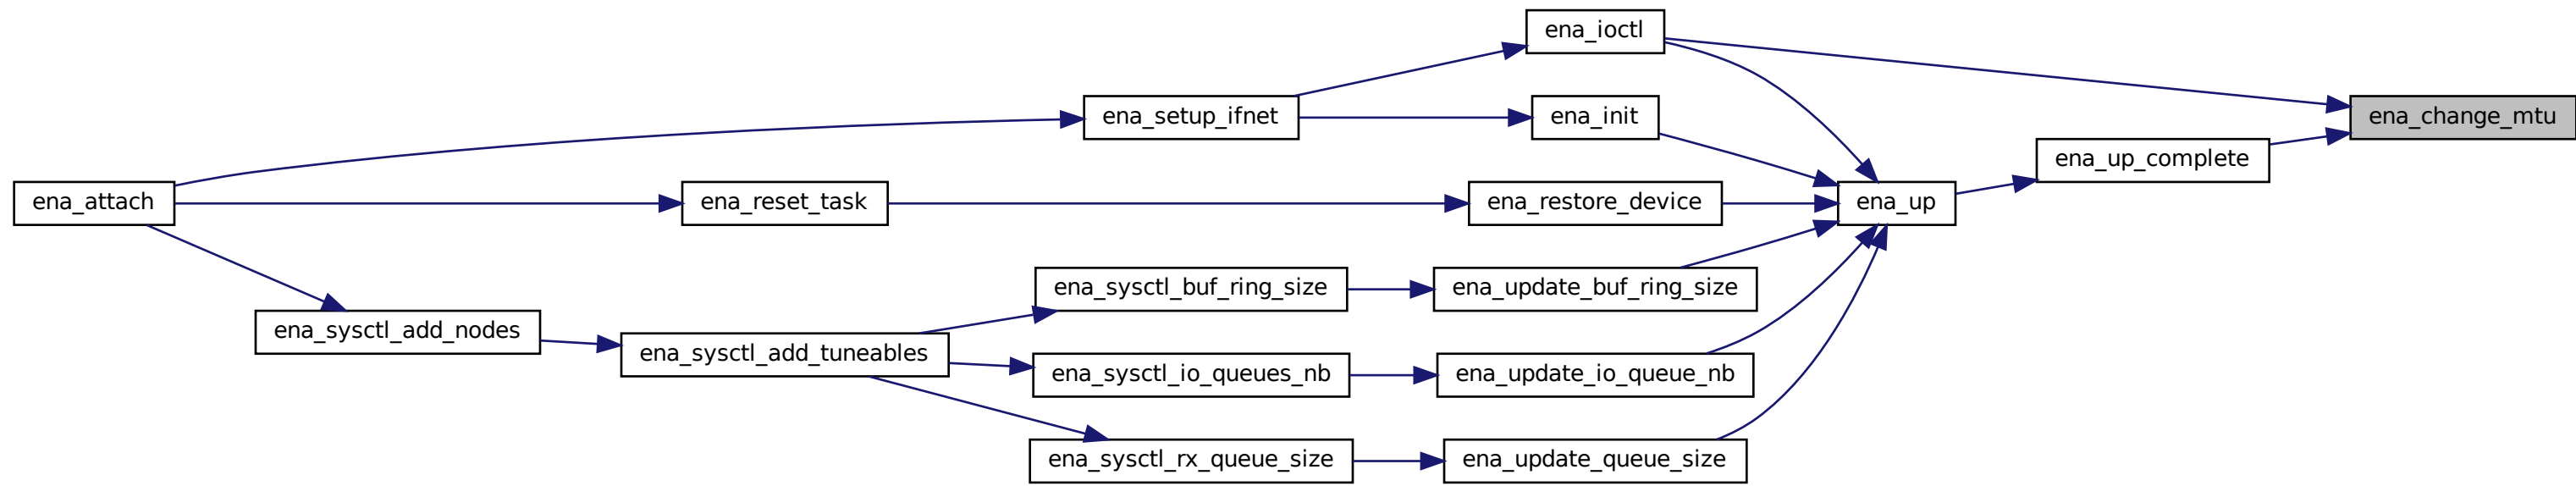 ena_ioctl
ena_setup_ifnet
ena_init
ena_change_mtu
ena_up_complete
ena_attach
ena_reset_task
ena_restore_device
ena_up
ena_sysctl_buf_ring_size
ena_update_buf_ring_size
ena_sysctl_add_nodes
ena_sysctl_add_tuneables
ena_sysctl_io_queues_nb
ena_update_io_queue_nb
ena_sysctl_rx_queue_size
ena_update_queue_size